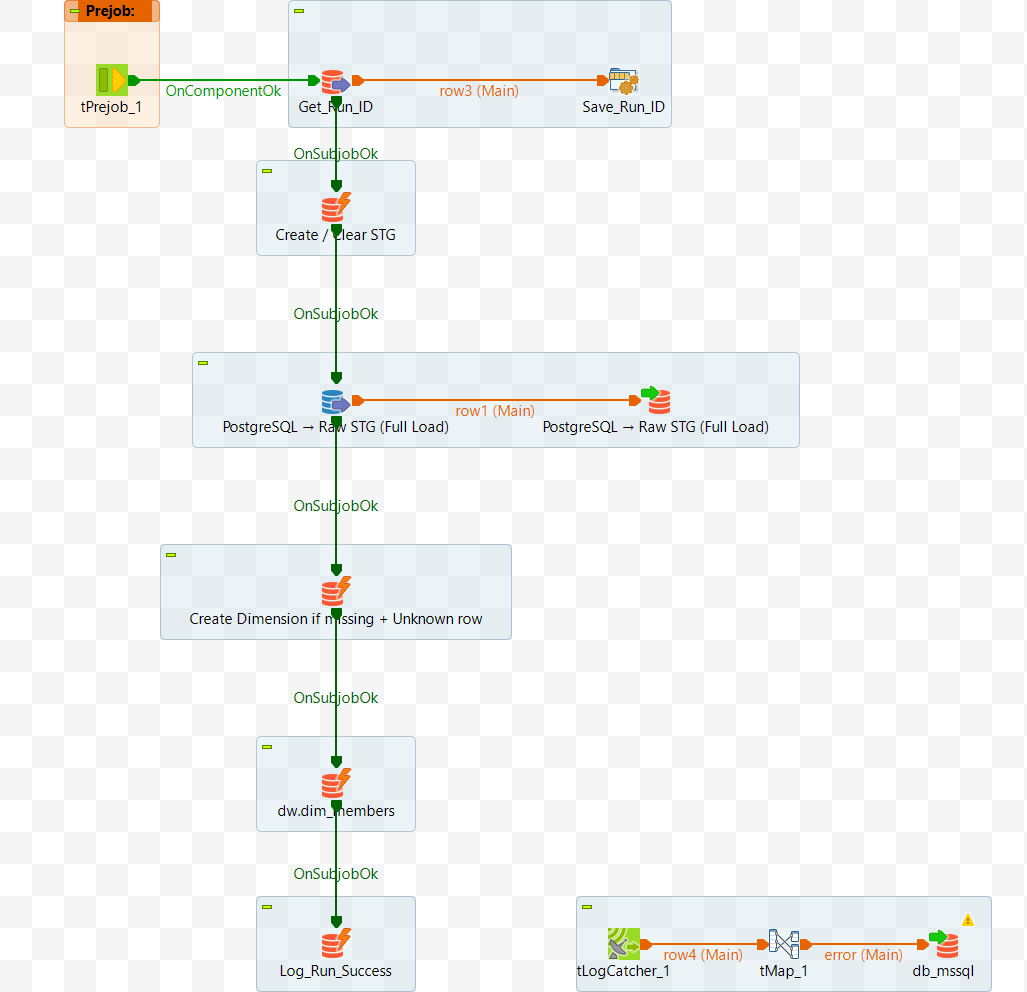 Prejob:
tPrejob_1
OnComponentOk
Get_Run_ID
row3 (Main)
Save_Run_ID
OnSubjobOk
Create / Clear STG
OnSubjobOk
row1 (Main)
PostgreSQL → Raw STG (Full Load)
PostgreSQL → Raw STG (Full Load)
OnSubjobOk
Create Dimension if missing + Unknown row
OnSubjobOk
dw.dim_members
OnSubjobOk
Log_Run_Success
tLogCatcher_1
row4 (Main)
tMap_1
error (Main)
db_mssql